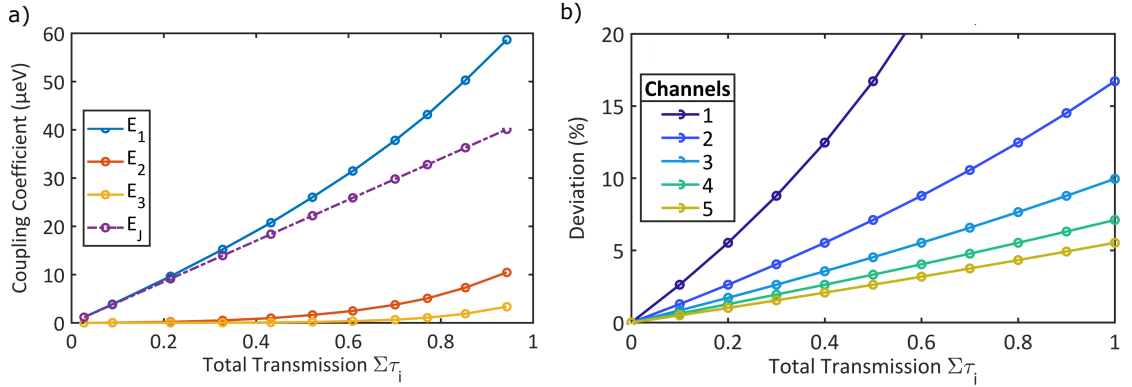 a)
Coupling Coefficient (µeV)
60
50
40
30
20
10
0
0
0.2
0.4
0.6
0.8
1
Total Transmission Στi
E1
E2
E3
EJ
b)
Deviation (%)
20
15
10
5
0
0
0.2
0.4
0.6
0.8
1
Total Transmission Στi
Channels
1
2
3
4
5